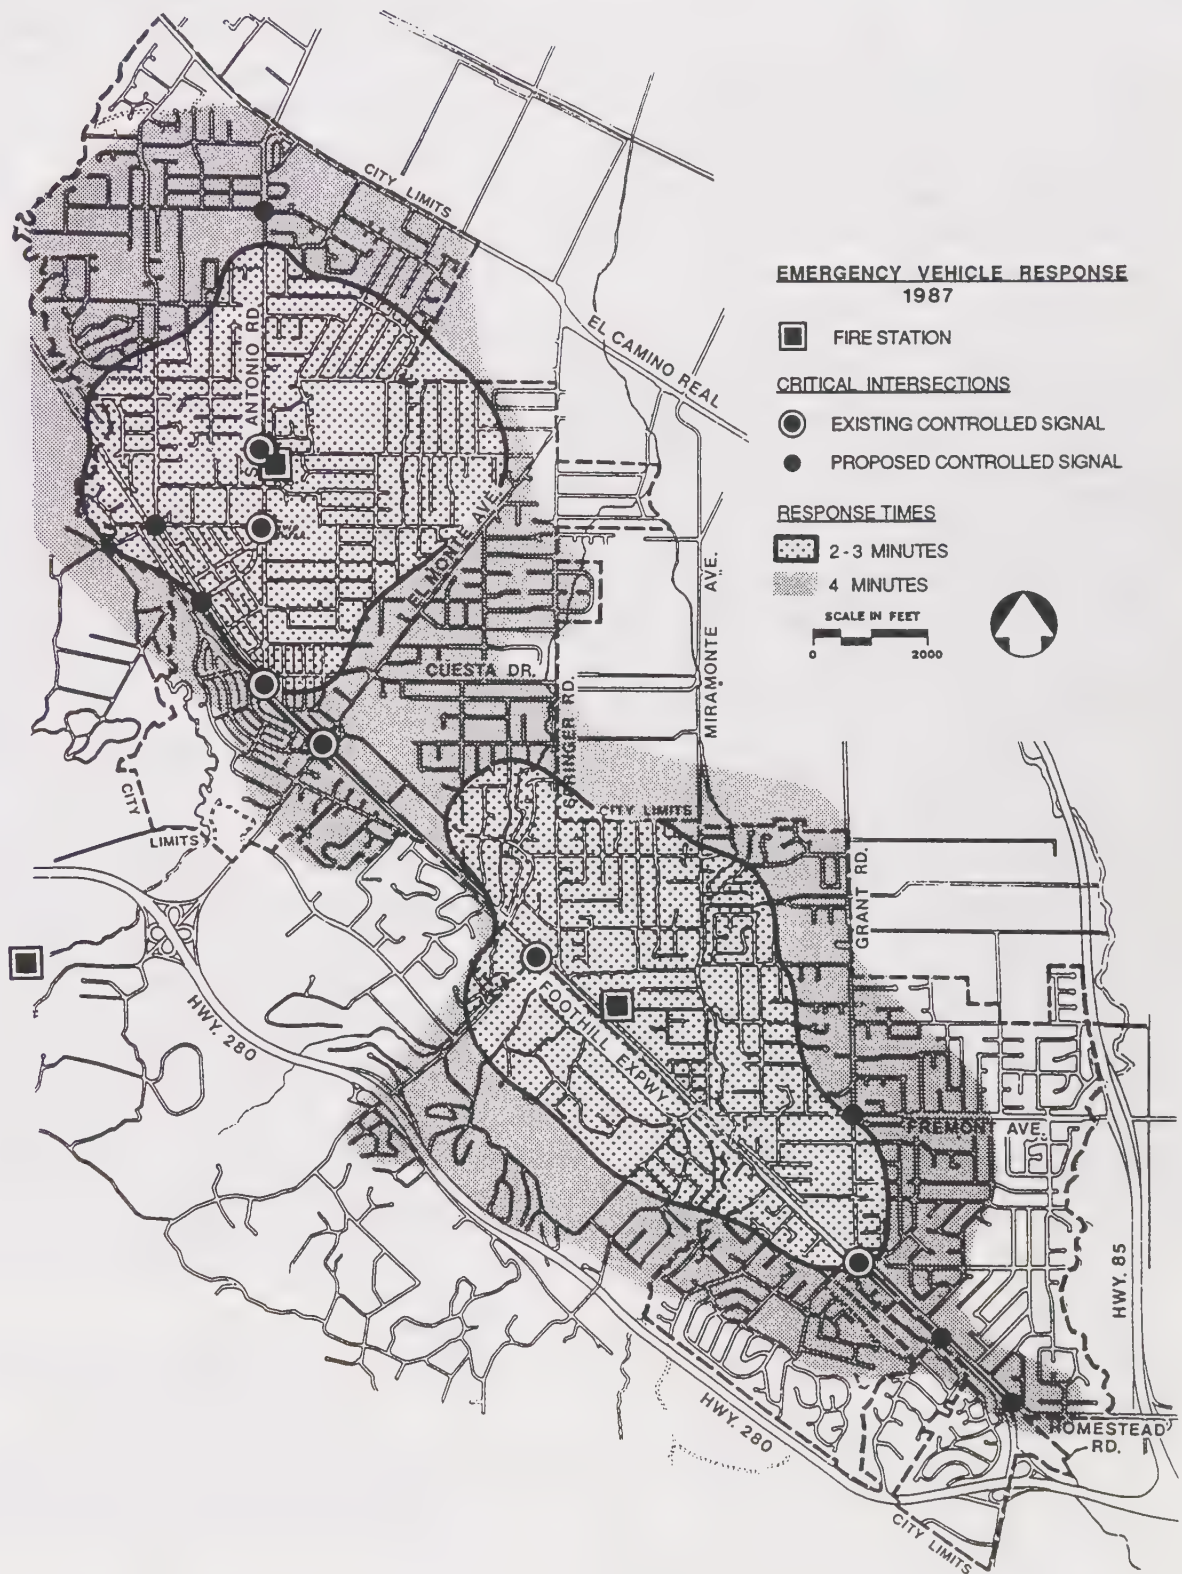 CITY LIMITS
EMERGENCY VEHICLE RESPONSE
1987
FIRE STATION
CRITICAL INTERSECTIONS
EXISTING CONTROLLED SIGNAL
PROPOSED CONTROLLED SIGNAL
RESPONSE TIMES
2-3 MINUTES
4 MINUTES
SCALE IN FEET
0 2000
EL CAMINO REAL
ANTONIO RD.
EL MONTE AVE.
MIRAMONTE AVE.
CUESTA DR.
SPRINGER RD.
CITY
LIMITS
CITY LIMITS
GRANT RD.
HWY. 280
FOOTHILL EXPWY.
FREMONT AVE.
HWY. 85
HWY. 280
HOMESTEAD
RD.
CITY LIMITS